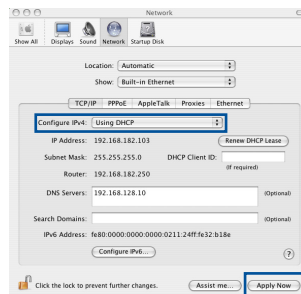 Network
Show All Displays Sound Network Startup Disk
Location: Automatic
Show: Built-in Ethernet
TCP/IP PPPoE AppleTalk Proxies Ethernet
Configure IPv4: Using DHCP
IP Address: 192.168.182.103 Renew DHCP Lease
Subnet Mask: 255.255.255.0 DHCP Client ID:
(If required)
Router: 192.168.182.250
DNS Servers: 192.168.128.10 (Optional)
Search Domains: (Optional)
IPv6 Address: fe80:0000:0000:0000:0211:24ff:fe32:b18e
Configure IPv6... ?
Click the lock to prevent further changes. Assist me... Apply Now